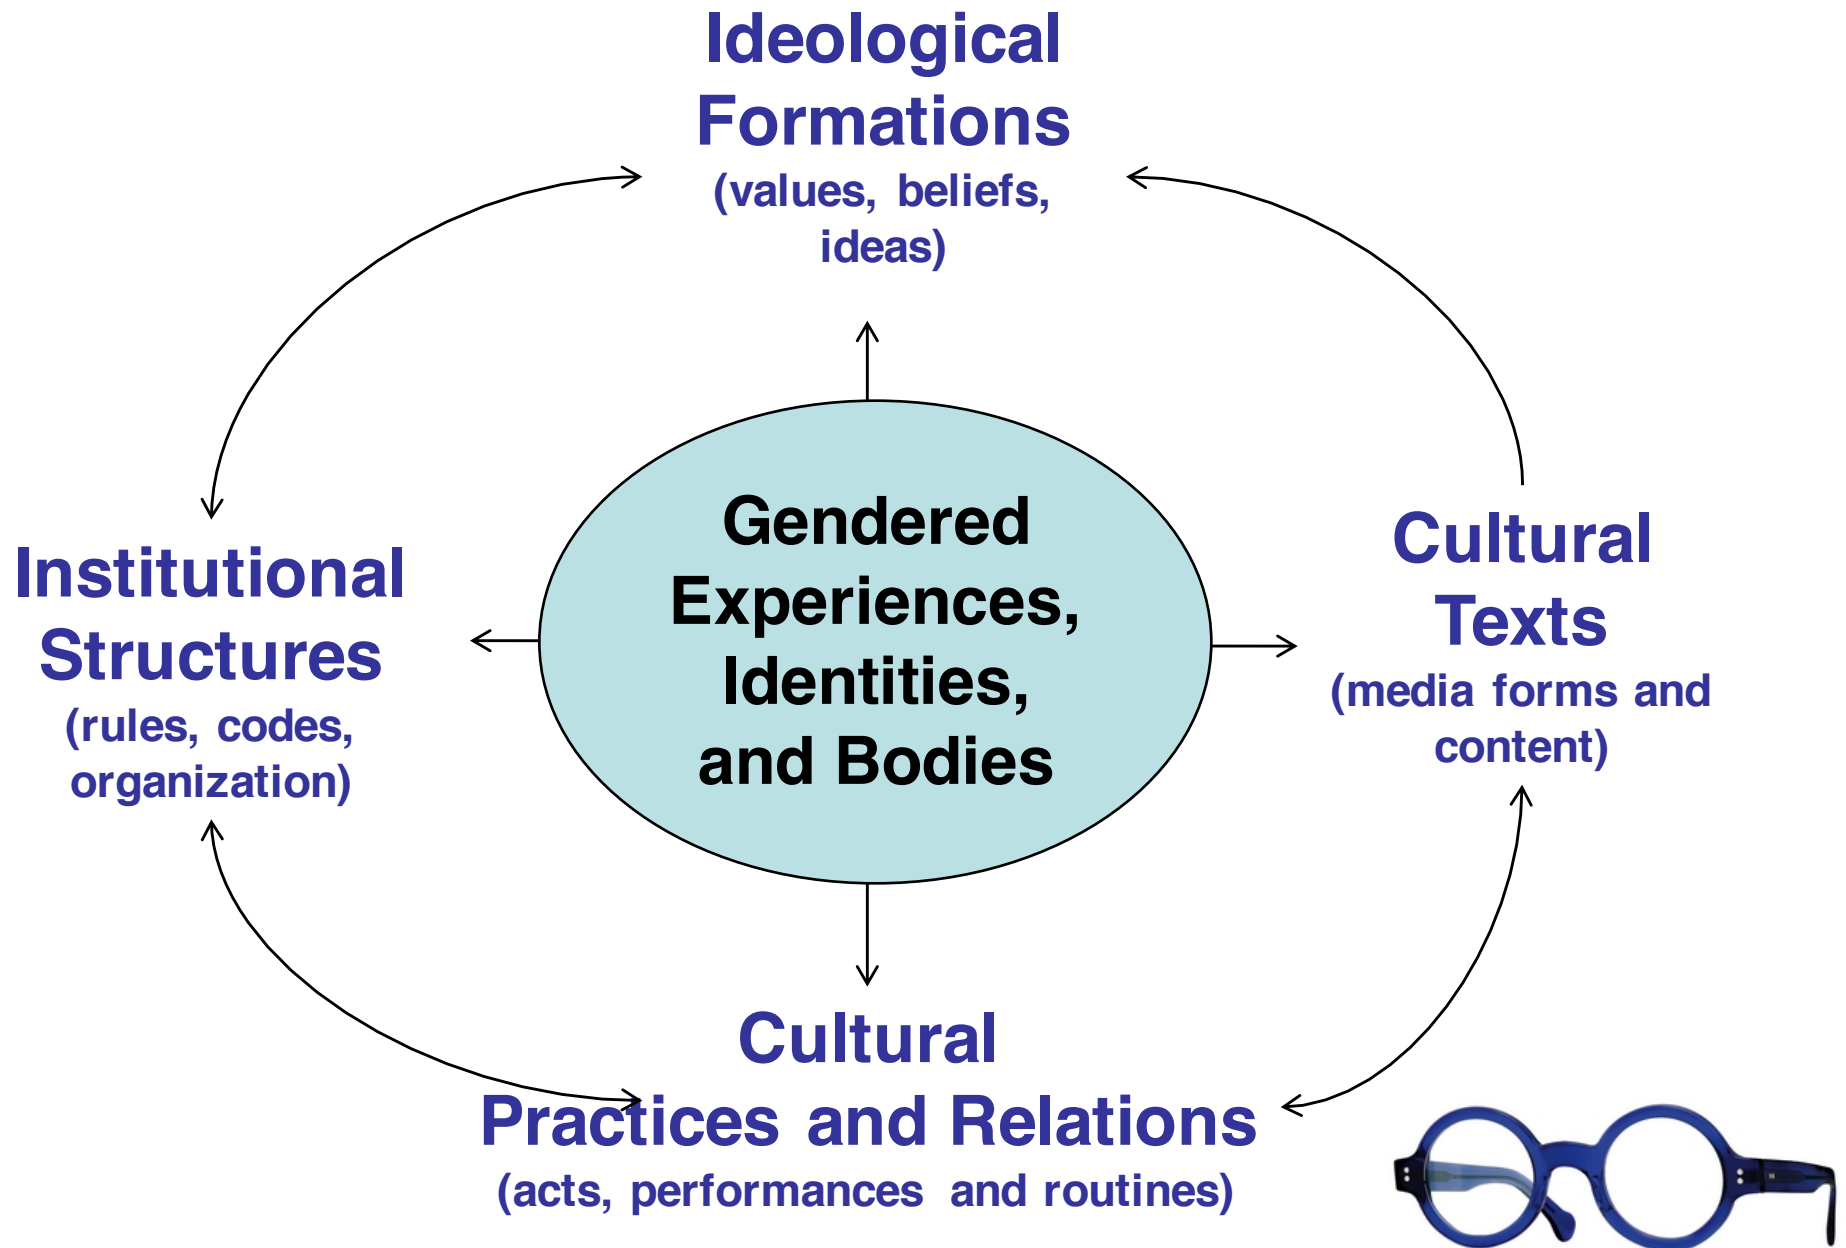 Ideological
Formations
(values, beliefs,
ideas)
Institutional
Structures
(rules, codes,
organization)
Gendered
Experiences,
Identities,
and Bodies
Cultural
Texts
(media forms and
content)
Cultural
Practices and Relations
(acts, performances and routines)